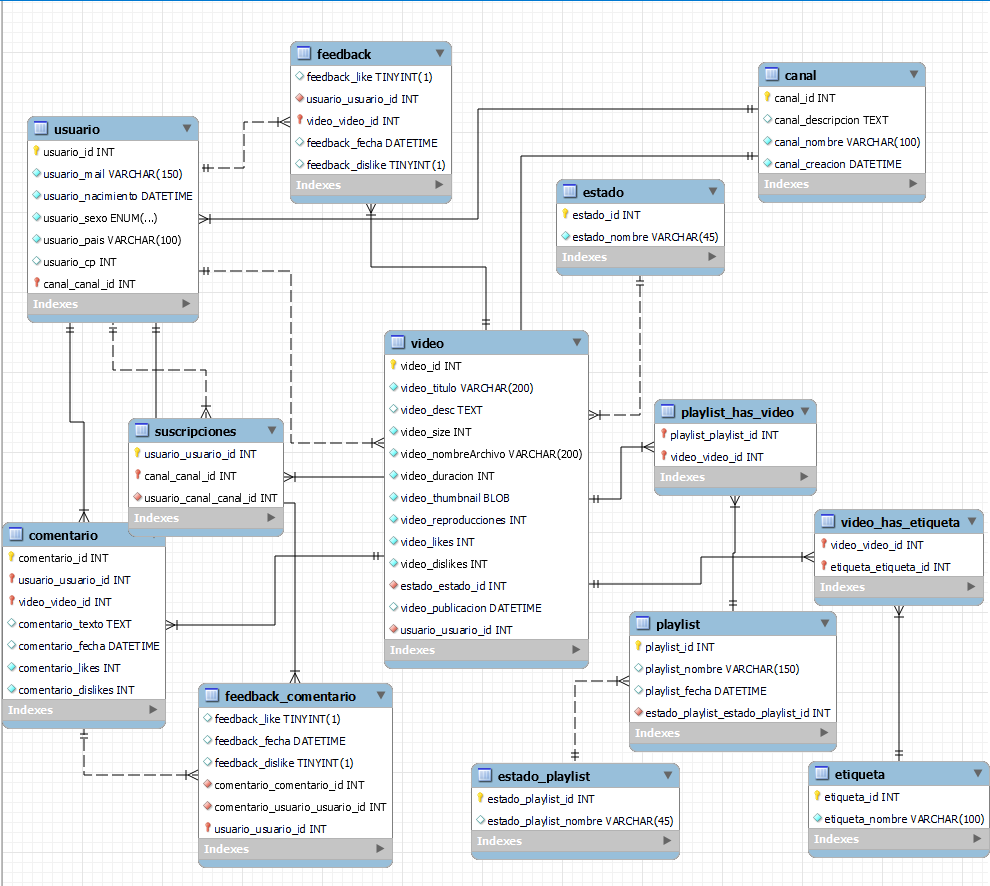 feedback
feedback_like TINYINT(1)
usuario_usuario_id INT
video_video_id INT
feedback_fecha DATETIME
feedback_dislike TINYINT(1)
Indexes
canal
canal_id INT
canal_descripcion TEXT
canal_nombre VARCHAR(100)
canal_creacion DATETIME
Indexes
usuario
usuario_id INT
usuario_mail VARCHAR(150)
usuario_nacimiento DATETIME
usuario_sexo ENUM(...)
usuario_pais VARCHAR(100)
usuario_cp INT
canal_canal_id INT
Indexes
estado
estado_id INT
estado_nombre VARCHAR(45)
Indexes
video
video_id INT
video_titulo VARCHAR(200)
video_desc TEXT
video_size INT
video_nombreArchivo VARCHAR(200)
video_duracion INT
video_thumbnail BLOB
video_reproducciones INT
video_likes INT
video_dislikes INT
estado_estado_id INT
video_publicacion DATETIME
usuario_usuario_id INT
Indexes
playlist_has_video
playlist_playlist_id INT
video_video_id INT
Indexes
suscripciones
usuario_usuario_id INT
canal_canal_id INT
usuario_canal_canal_id INT
Indexes
video_has_etiqueta
video_video_id INT
etiqueta_etiqueta_id INT
Indexes
comentario
comentario_id INT
usuario_usuario_id INT
video_video_id INT
comentario_texto TEXT
comentario_fecha DATETIME
comentario_likes INT
comentario_dislikes INT
Indexes
playlist
playlist_id INT
playlist_nombre VARCHAR(150)
playlist_fecha DATETIME
estado_playlist_estado_playlist_id INT
Indexes
feedback_comentario
feedback_like TINYINT(1)
feedback_fecha DATETIME
feedback_dislike TINYINT(1)
comentario_comentario_id INT
comentario_usuario_usuario_id INT
usuario_usuario_id INT
Indexes
estado_playlist
estado_playlist_id INT
estado_playlist_nombre VARCHAR(45)
Indexes
etiqueta
etiqueta_id INT
etiqueta_nombre VARCHAR(100)
Indexes